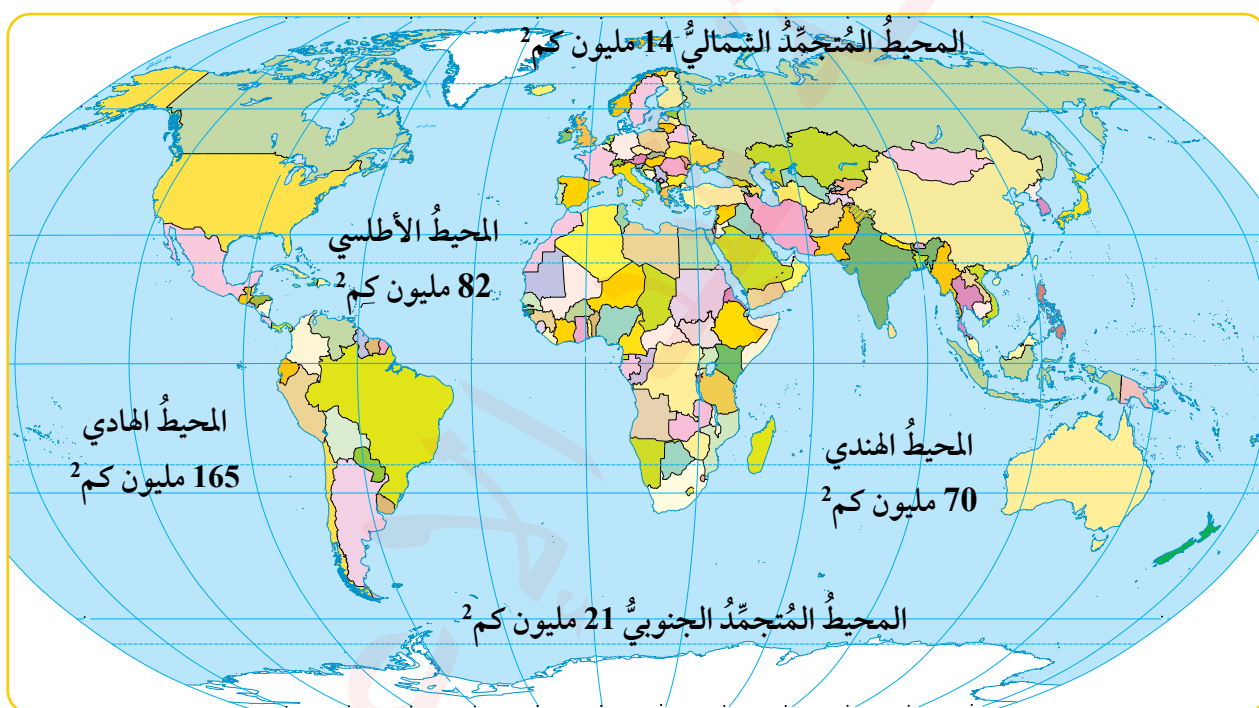 المحيطُ المُتجمِّدُ الشماليُّ 14 مليون كم²
المحيطُ الأطلسي
82 مليون كم²
المحيطُ الهادي
165 مليون كم²
المحيطُ الهندي
70 مليون كم²
المحيطُ المُتجمِّدُ الجنوبيُّ 21 مليون كم²